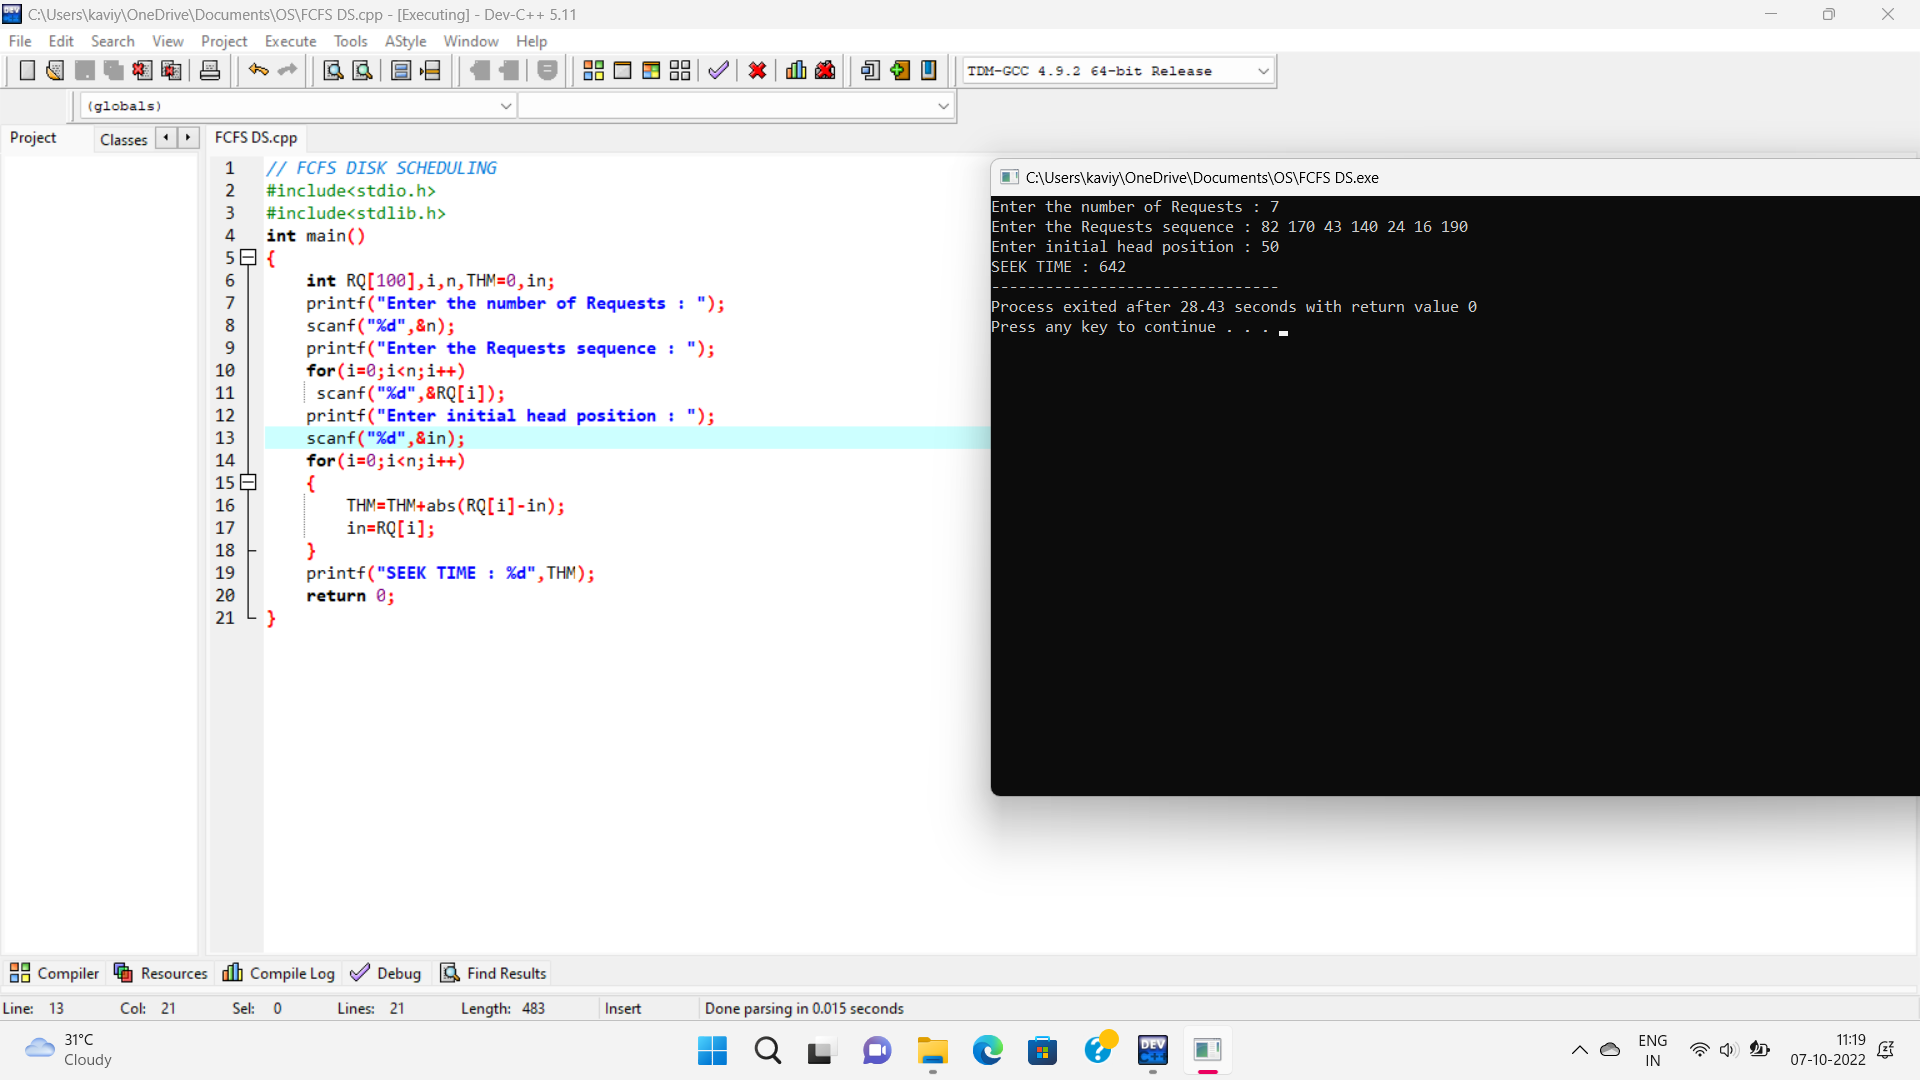 C:\Users\kaviy\OneDrive\Documents\OS\FCFS DS.cpp - [Executing] - Dev-C++ 5.11
File Edit Search View Project Execute Tools AStyle Window Help
TDM-GCC 4.9.2 64-bit Release
(globals)
Project Classes FCFS DS.cpp
1 // FCFS DISK SCHEDULING
2 #include<stdio.h>
3 #include<stdlib.h>
4 int main()
5 {
6 int RQ[100],i,n,THM=0,in;
7 printf("Enter the number of Requests : ");
8 scanf("%d",&n);
9 printf("Enter the Requests sequence : ");
10 for(i=0;i<n;i++)
11 scanf("%d",&RQ[i]);
12 printf("Enter initial head position : ");
13 scanf("%d",&in);
14 for(i=0;i<n;i++)
15 {
16 THM=THM+abs(RQ[i]-in);
17 in=RQ[i];
18 }
19 printf("SEEK TIME : %d",THM);
20 return 0;
21 }
C:\Users\kaviy\OneDrive\Documents\OS\FCFS DS.exe
Enter the number of Requests : 7
Enter the Requests sequence : 82 170 43 140 24 16 190
Enter initial head position : 50
SEEK TIME : 642
--------------------------------
Process exited after 28.43 seconds with return value 0
Press any key to continue . . .
Compiler Resources Compile Log Debug Find Results
Line: 13 Col: 21 Sel: 0 Lines: 21 Length: 483 Insert Done parsing in 0.015 seconds
31°C
Cloudy
DEV
ENG
IN
11:19
07-10-2022